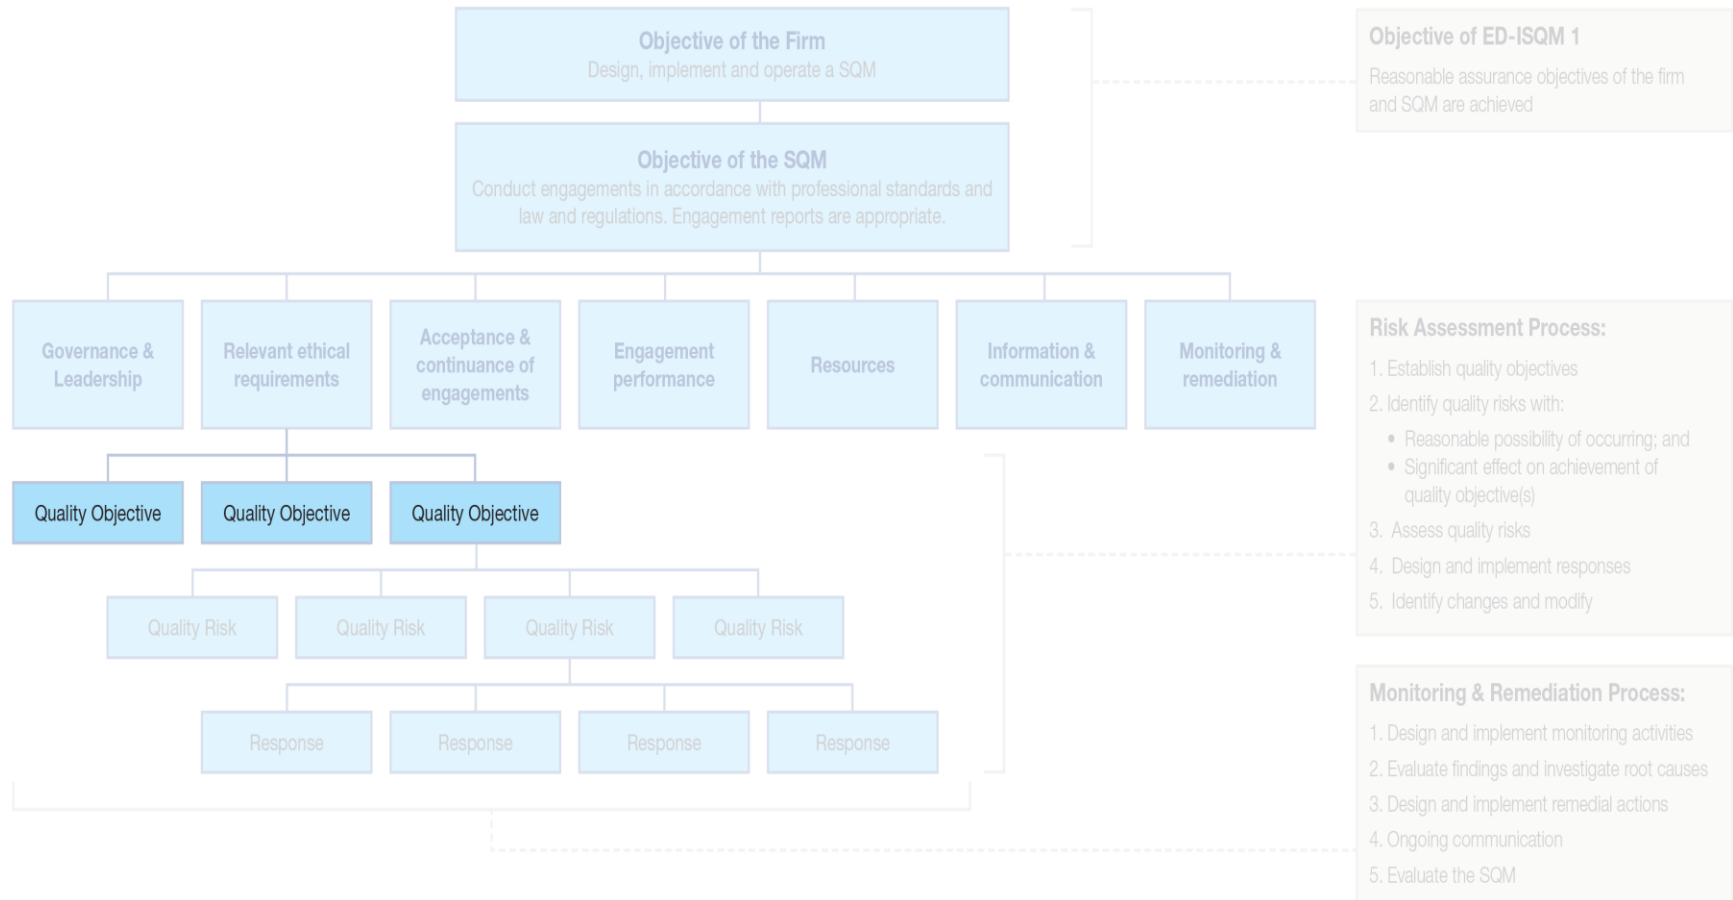 Objective of the Firm
Design, implement and operate a SQM
Objective of the SQM
Conduct engagements in accordance with professional standards and
law and regulations. Engagement reports are appropriate.
Governance &
Leadership
Relevant ethical
requirements
Acceptance &
continuance of
engagements
Engagement
performance
Resources
Information &
communication
Monitoring &
remediation
Quality Objective
Quality Objective
Quality Objective
Quality Risk
Quality Risk
Quality Risk
Quality Risk
Response
Response
Response
Response
Objective of ED-ISQM 1
Reasonable assurance objectives of the firm
and SQM are achieved
Risk Assessment Process:
1. Establish quality objectives
2. Identify quality risks with:
• Reasonable possibility of occurring; and
• Significant effect on achievement of
quality objective(s)
3. Assess quality risks
4. Design and implement responses
5. Identify changes and modify
Monitoring & Remediation Process:
1. Design and implement monitoring activities
2. Evaluate findings and investigate root causes
3. Design and implement remedial actions
4. Ongoing communication
5. Evaluate the SQM